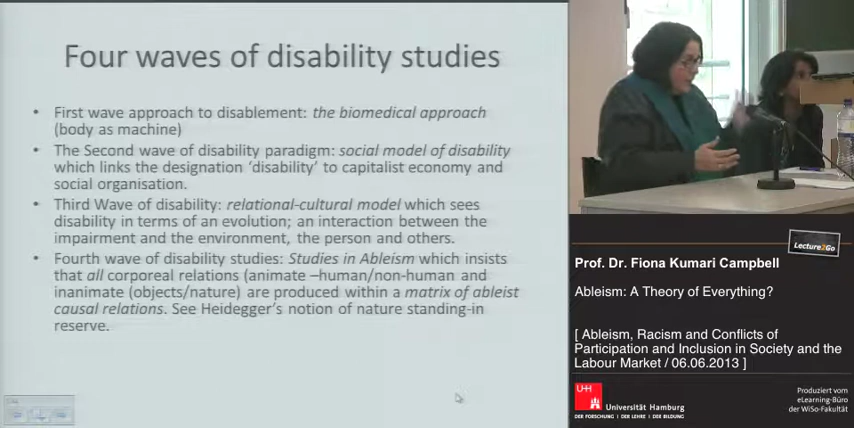 Four waves of disability studies
• First wave approach to disablement: the biomedical approach
(body as machine)
• The Second wave of disability paradigm: social model of disability
which links the designation ‘disability’ to capitalist economy and
social organisation.
• Third Wave of disability: relational-cultural model which sees
disability in terms of an evolution; an interaction between the
impairment and the environment, the person and others.
• Fourth wave of disability studies: Studies in Ableism which insists
that all corporeal relations (animate –human/non-human and
inanimate (objects/nature) are produced within a matrix of ableist
causal relations. See Heidegger’s notion of nature standing-in
reserve.
Lecture2Go
Prof. Dr. Fiona Kumari Campbell
Ableism: A Theory of Everything?
[ Ableism, Racism and Conflicts of
Participation and Inclusion in Society and the
Labour Market / 06.06.2013 ]
UHH
Universität Hamburg
DER FORSCHUNG | DER LEHRE | DER BILDUNG
Produziert vom
eLearning-Büro
der WiSo-Fakultät